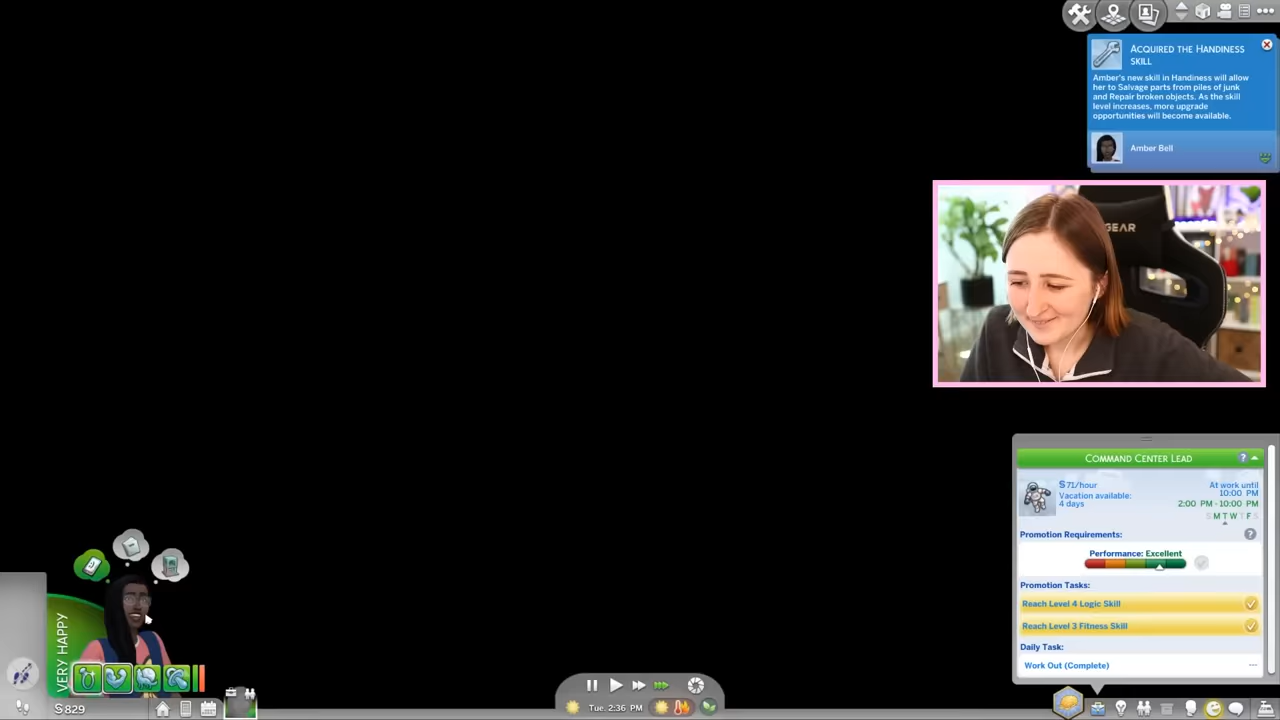 ACQUIRED THE HANDINESS
SKILL
Amber's new skill in Handiness will allow
her to Salvage parts from piles of junk
and Repair broken objects. As the skill
level increases, more upgrade
opportunities will become available.
Amber Bell
GEAR
COMMAND CENTER LEAD
?
§71/hour
Vacation available:
4 days
At work until
10:00 PM
2:00 PM - 10:00 PM
S M T W T F S
Promotion Requirements:
?
Performance: Excellent
Promotion Tasks:
Reach Level 4 Logic Skill
Reach Level 3 Fitness Skill
Daily Task:
Work Out (Complete)
VERY HAPPY
§829
Tue. 2:36 PM